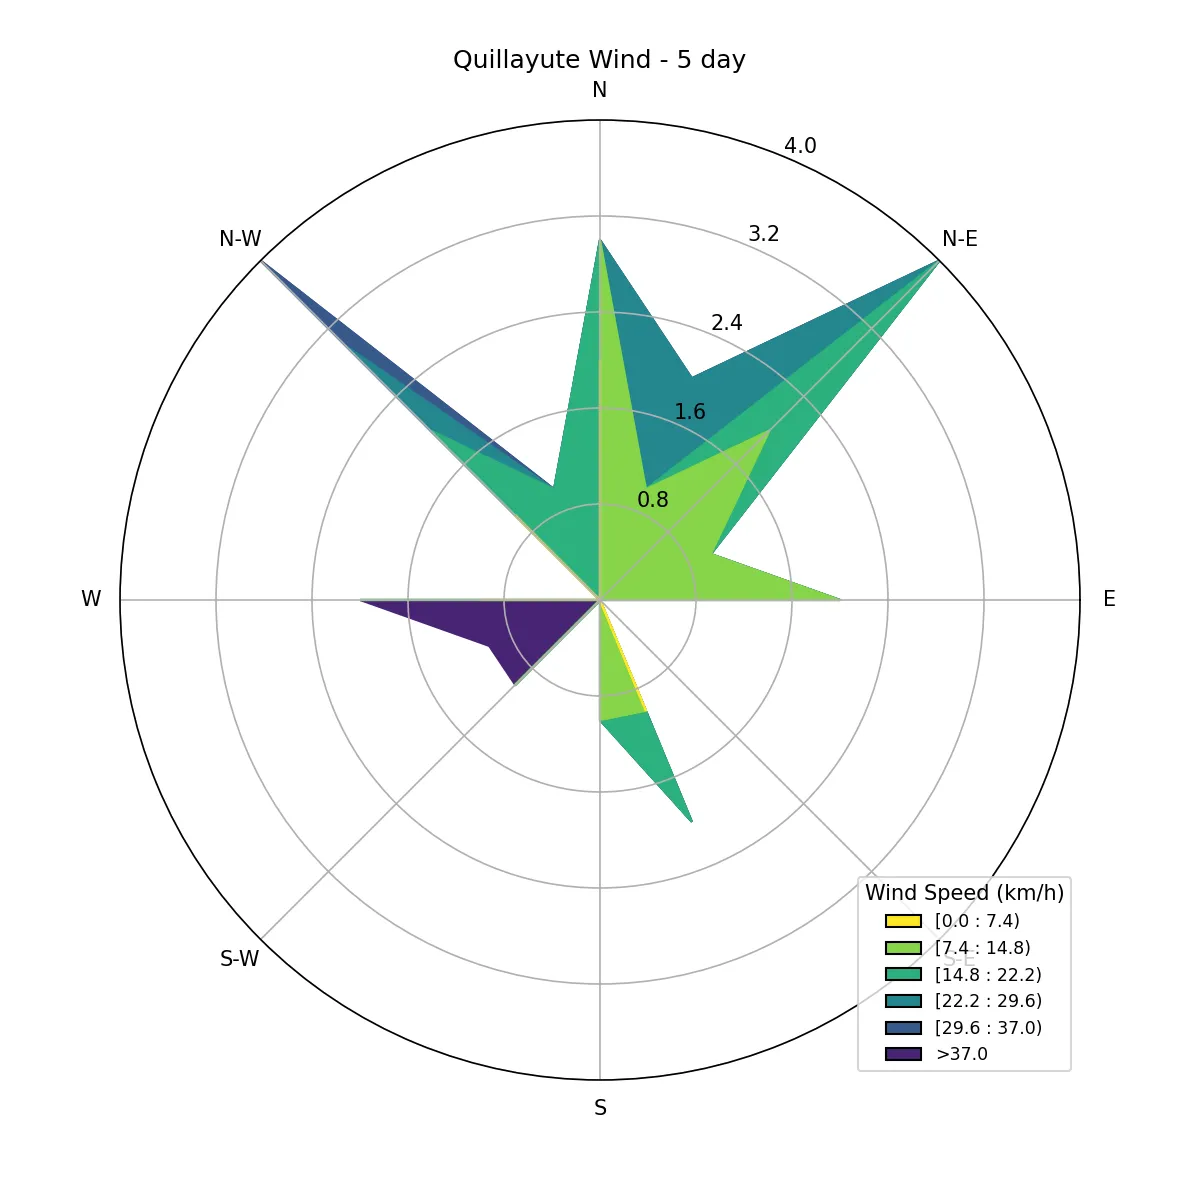 Quillayute Wind - 5 day
N
4.0
3.2
N-W
N-E
2.4
1.6
0.8
W
E
Wind Speed (km/h)
[0.0 : 7.4)
[7.4 : 14.8)
S-W
S-E
[14.8 : 22.2)
[22.2 : 29.6)
[29.6 : 37.0)
>37.0
S